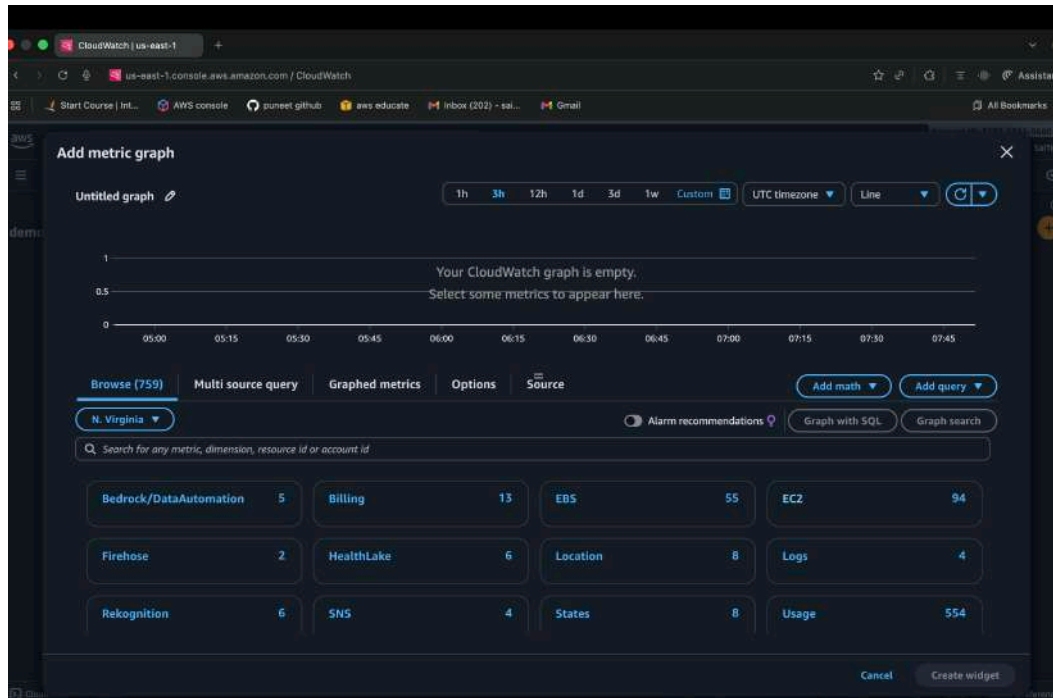 CloudWatch | us-east-1
us-east-1.console.aws.amazon.com / CloudWatch
Assistan
Start Course | Int... AWS console puneet github aws educate Inbox (202) - sai... Gmail All Bookmarks
aws
Add metric graph
Untitled graph 1h 3h 12h 1d 3d 1w Custom UTC timezone Line
demo
1
Your CloudWatch graph is empty.
0.5
Select some metrics to appear here.
0
05:00 05:15 05:30 05:45 06:00 06:15 06:30 06:45 07:00 07:15 07:30 07:45
Browse (759) Multi source query Graphed metrics Options Source Add math Add query
N. Virginia Alarm recommendations Graph with SQL Graph search
Search for any metric, dimension, resource id or account id
Bedrock/DataAutomation 5 Billing 13 EBS 55 EC2 94
Firehose 2 HealthLake 6 Location 8 Logs 4
Rekognition 6 SNS 4 States 8 Usage 554
Cancel Create widget